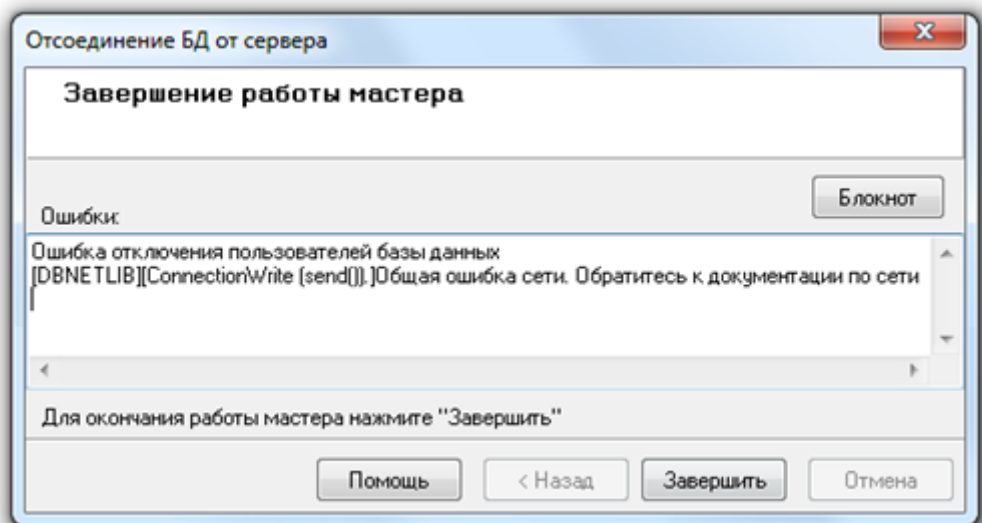 Отсоединение БД от сервера
Завершение работы мастера
Блокнот
Ошибки:
Ошибка отключения пользователей базы данных
[DBNETLIB][ConnectionWrite (send()).]Общая ошибка сети. Обратитесь к документации по сети
Для окончания работы мастера нажмите "Завершить"
Помощь
< Назад
Завершить
Отмена